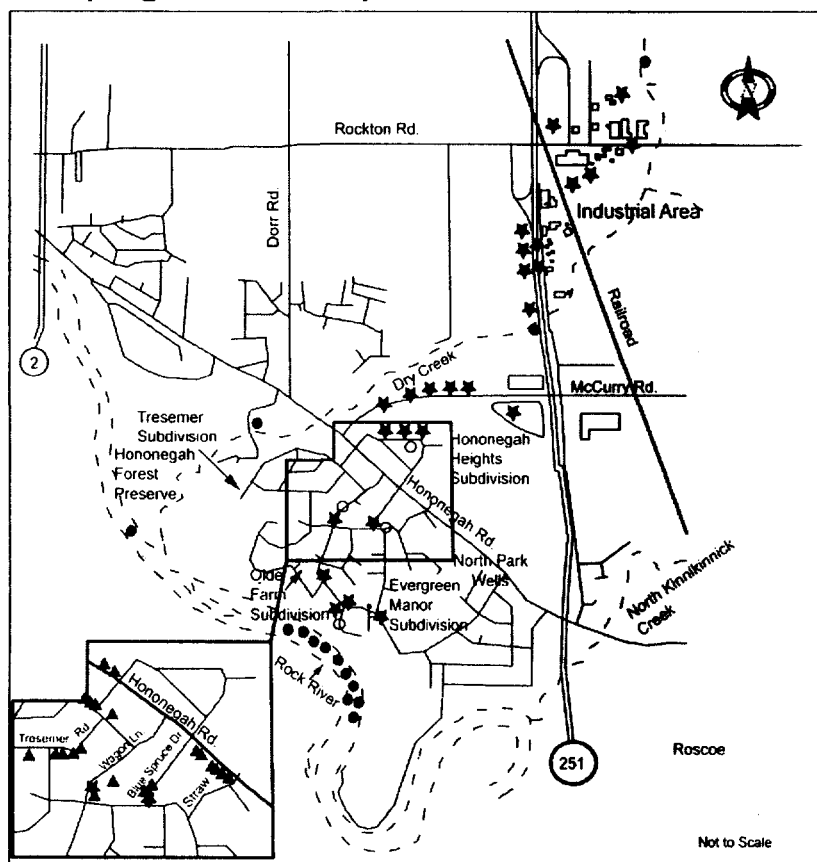 Rockton Rd.
Dorr Rd.
Industrial Area
Railroad
2
Dry Creek
McCurry Rd.
Tresemer
Subdivision
Hononegah
Forest
Preserve
Hononegah
Heights
Subdivision
Hononegah Rd.
North Park
Wells
Olde
Farm
Subdivision
Evergreen
Manor
Subdivision
North Kinnikinnick
Creek
Rock River
Hononegah Rd.
Tresemer Rd
Wagon Ln
Blue Spruce Dr
Straw
251
Roscoe
Not to Scale